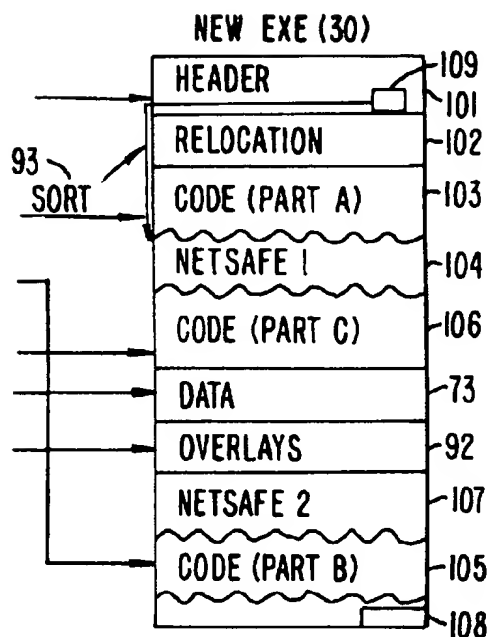 NEW EXE (30)
109
HEADER
101
RELOCATION
102
93
SORT
CODE (PART A)
103
NETSAFE 1
104
CODE (PART C)
106
DATA
73
OVERLAYS
92
NETSAFE 2
107
CODE (PART B)
105
108